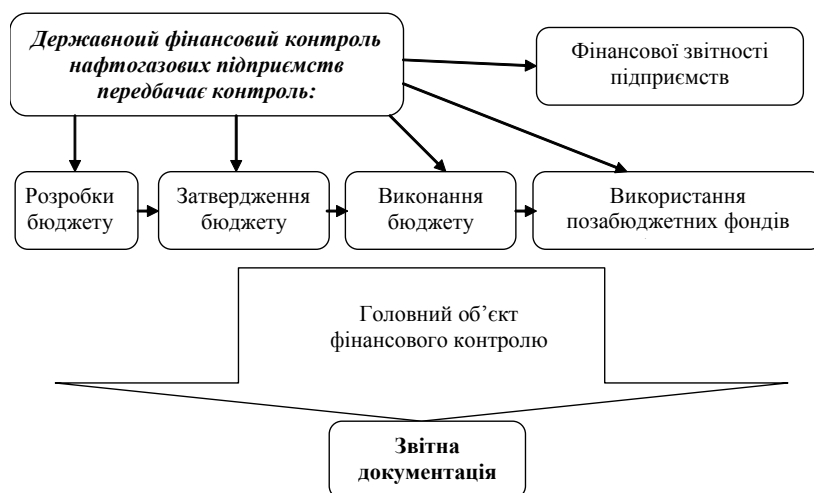 Державноий фінансовий контроль
нафтогазових підприємств
передбачає контроль:
Фінансової звітності
підприємств
Розробки
бюджету
Затвердження
бюджету
Виконання
бюджету
Використання
позабюджетних фондів
Головний об’єкт
фінансового контролю
Звітна
документація